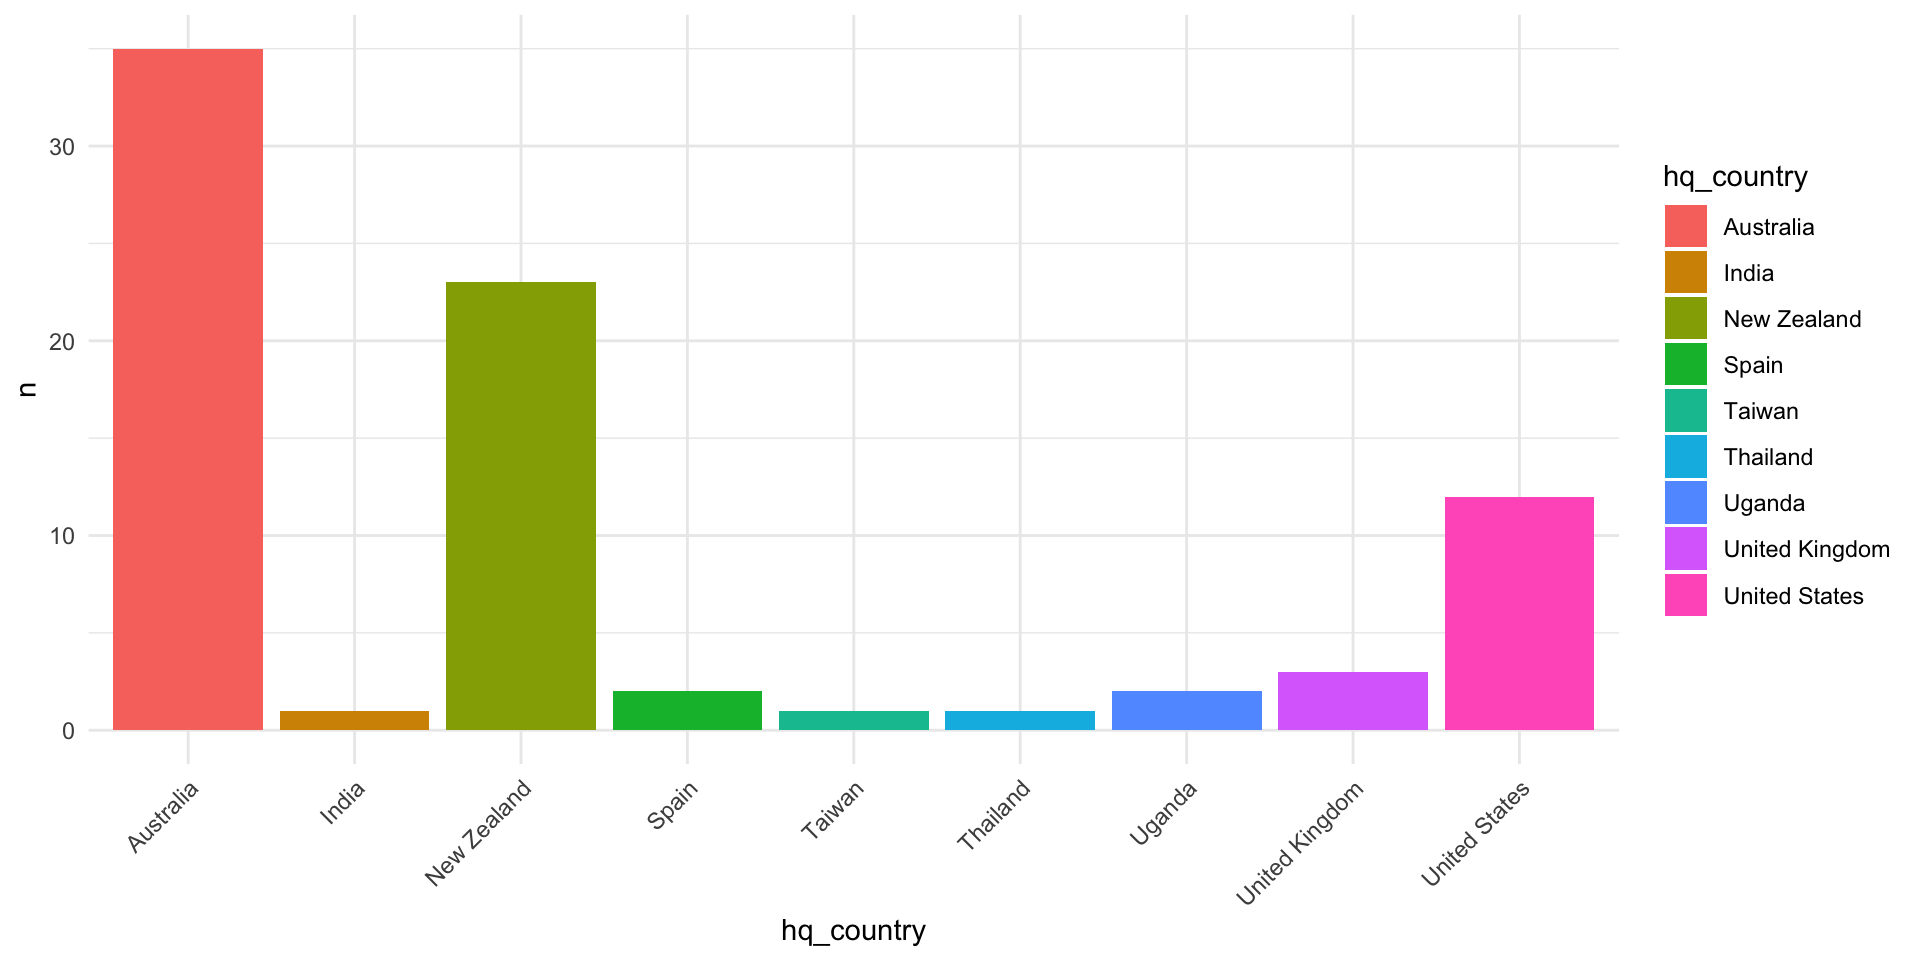 30
20
10
0
n
Australia
India
New Zealand
Spain
Taiwan
Thailand
Uganda
United Kingdom
United States
hq_country
hq_country
Australia
India
New Zealand
Spain
Taiwan
Thailand
Uganda
United Kingdom
United States